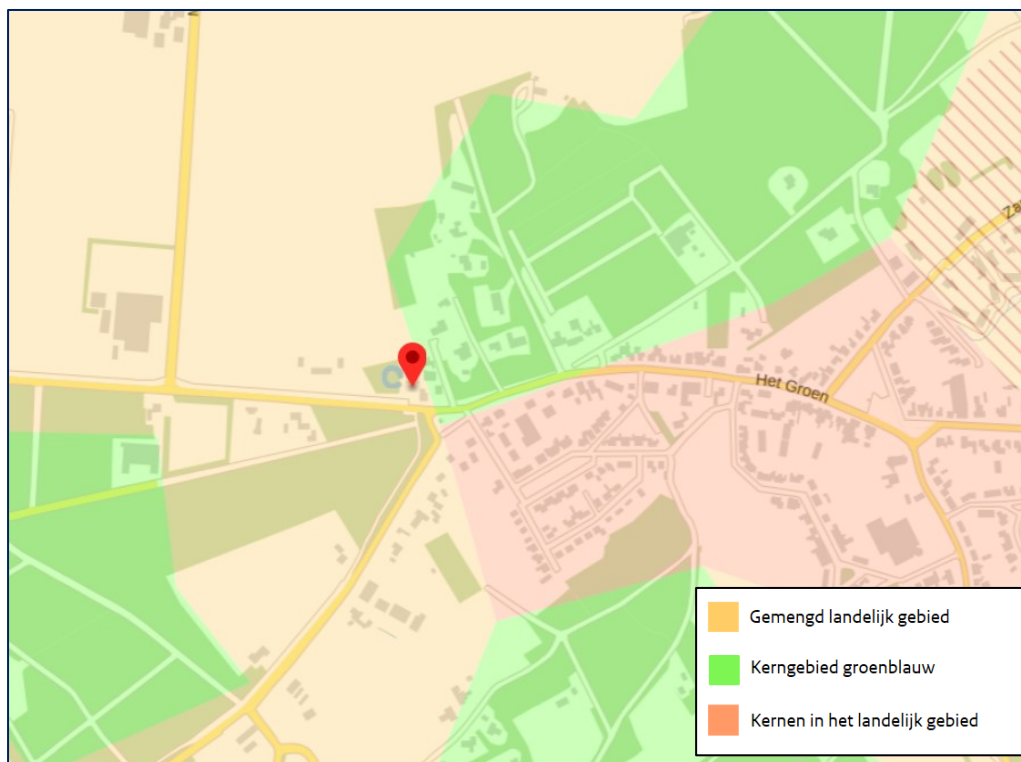 Het Groen
Gemengd landelijk gebied
Kerngebied groenblauw
Kernen in het landelijk gebied